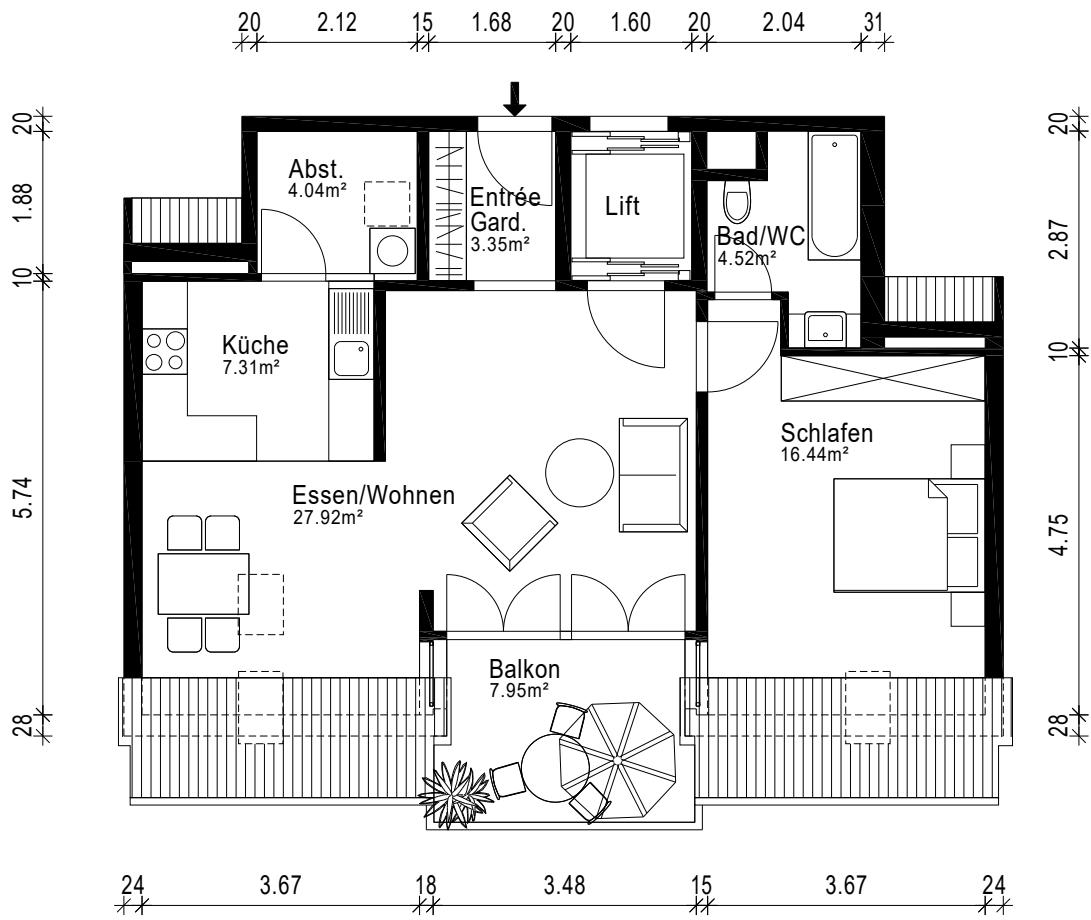 20 2.12 15 1.68 20 1.60 20 2.04 31
20
1.88
10
5.74
28
20
2.87
10
4.75
28
Abst.
4.04m²
Entrée
Gard.
3.35m²
Lift
Bad/WC
4.52m²
Küche
7.31m²
Schlafen
16.44m²
Essen/Wohnen
27.92m²
Balkon
7.95m²
24 3.67 18 3.48 15 3.67 24